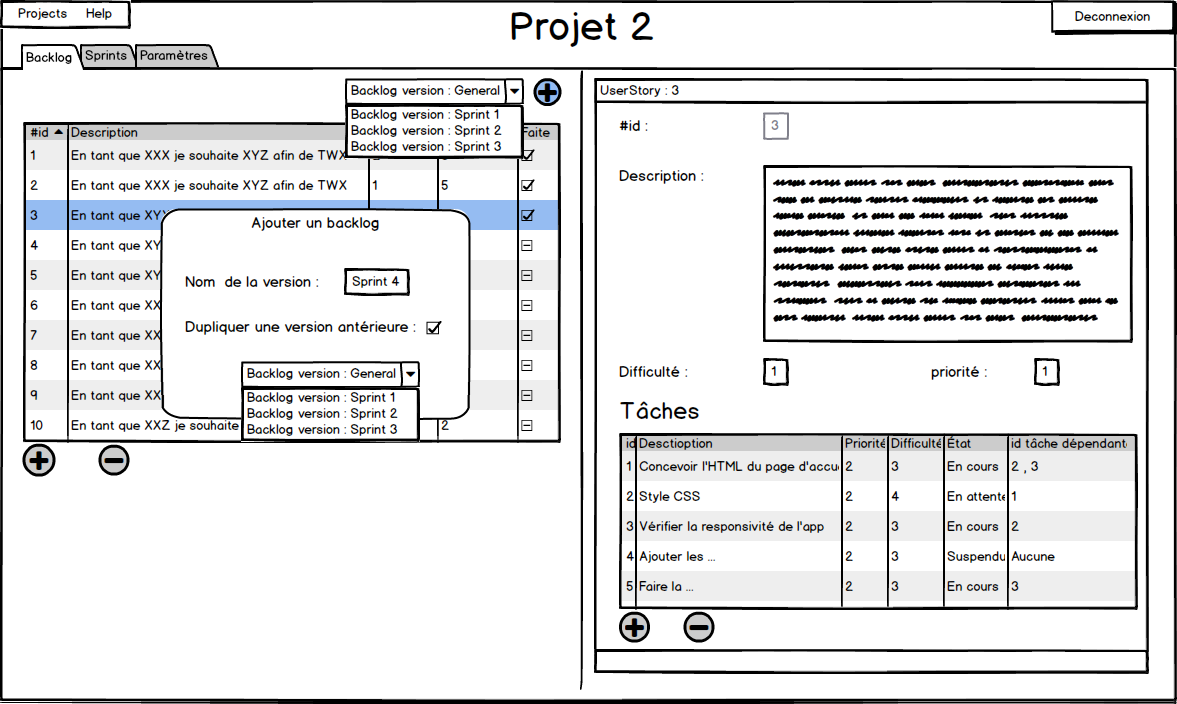 Projects Help
Projet 2
Deconnexion
Backlog Sprints Paramètres
Backlog version : General
Backlog version : Sprint 1
Backlog version : Sprint 2
Backlog version : Sprint 3
#id Description Faite
1 En tant que XXX je souhaite XYZ afin de TWX
2 En tant que XXX je souhaite XYZ afin de TWX 1 5
3 En tant que XY
4 En tant que XY
5 En tant que XY
6 En tant que XX
7 En tant que XX
8 En tant que XX
9 En tant que XX
10 En tant que XXZ je souhaite 2
Ajouter un backlog
Nom de la version : Sprint 4
Dupliquer une version antérieure :
Backlog version : General
Backlog version : Sprint 1
Backlog version : Sprint 2
Backlog version : Sprint 3
UserStory : 3
#id : 3
Description :
Difficulté : 1 priorité : 1
Tâches
id Desctioption Priorité Difficulté État id tâche dépendant
1 Concevoir l'HTML du page d'accu 2 3 En cours 2 , 3
2 Style CSS 2 4 En attente 1
3 Vérifier la responsivité de l'app 2 3 En cours 2
4 Ajouter les ... 2 3 Suspendu Aucune
5 Faire la ... 2 3 En cours 3